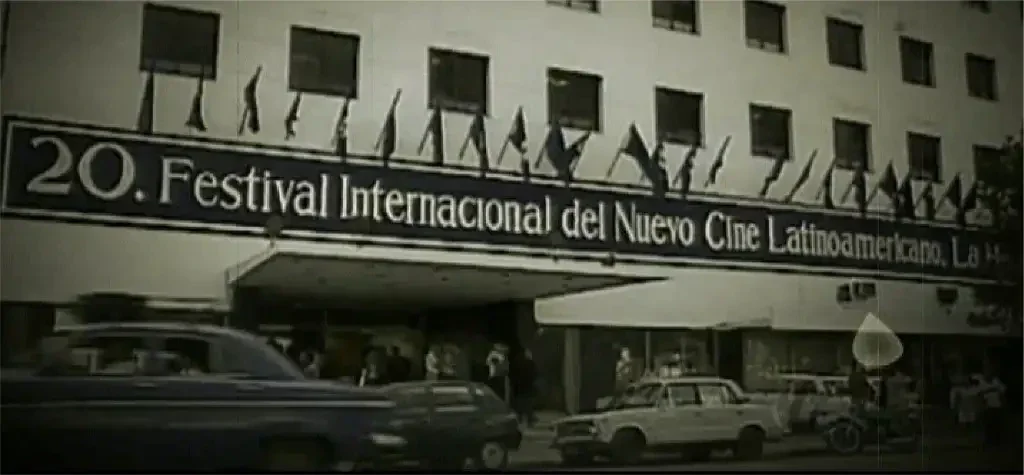 20. Festival Internacional del Nuevo Cine Latinoamericano, La